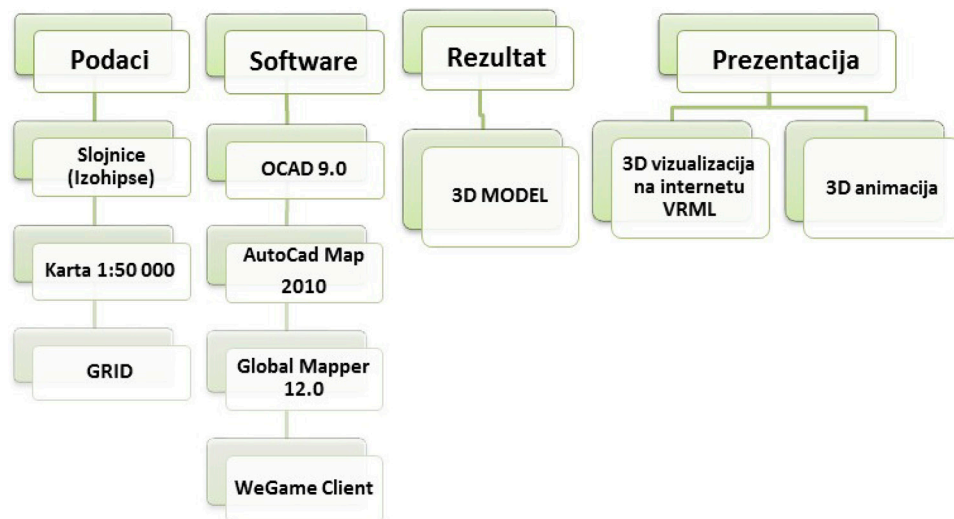 Podaci
Slojnice
(Izohipse)
Karta 1:50 000
GRID
Software
OCAD 9.0
AutoCad Map
2010
Global Mapper
12.0
WeGame Client
Rezultat
3D MODEL
Prezentacija
3D vizualizacija
na internetu
VRML
3D animacija